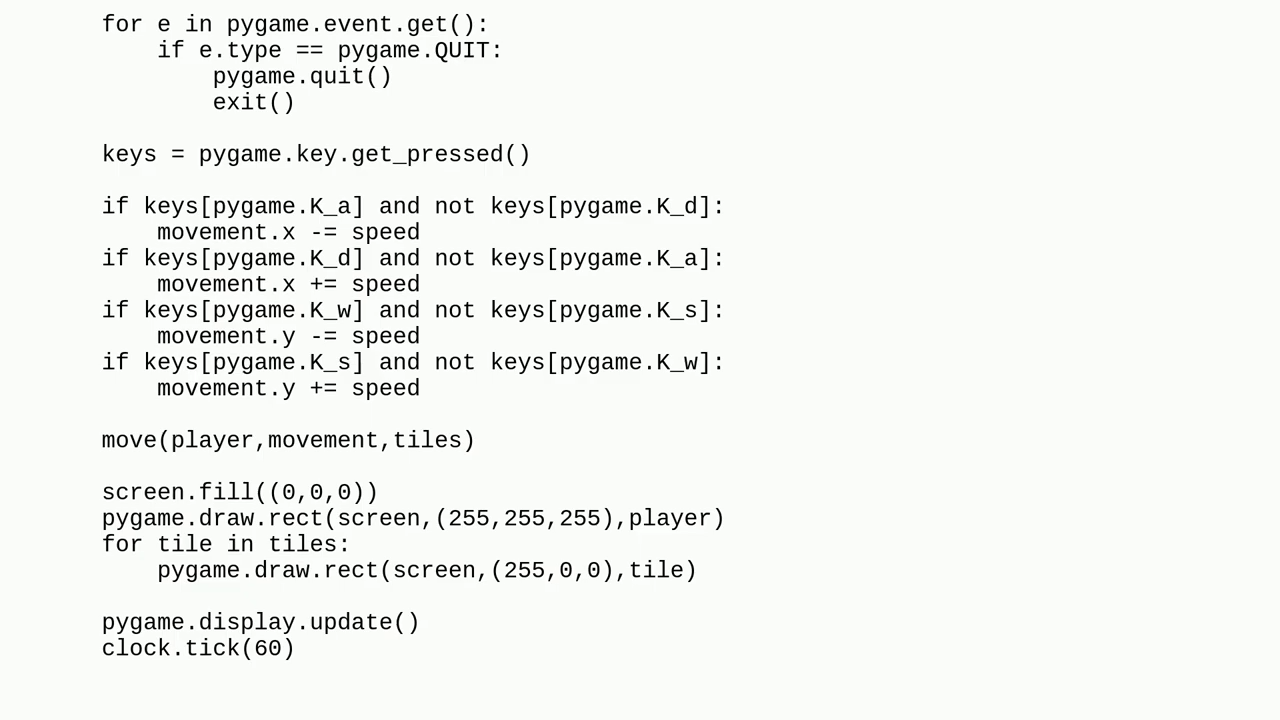 for e in pygame.event.get():
    if e.type == pygame.QUIT:
        pygame.quit()
        exit()

keys = pygame.key.get_pressed()

if keys[pygame.K_a] and not keys[pygame.K_d]:
    movement.x -= speed
if keys[pygame.K_d] and not keys[pygame.K_a]:
    movement.x += speed
if keys[pygame.K_w] and not keys[pygame.K_s]:
    movement.y -= speed
if keys[pygame.K_s] and not keys[pygame.K_w]:
    movement.y += speed

move(player,movement,tiles)

screen.fill((0,0,0))
pygame.draw.rect(screen,(255,255,255),player)
for tile in tiles:
    pygame.draw.rect(screen,(255,0,0),tile)

pygame.display.update()
clock.tick(60)